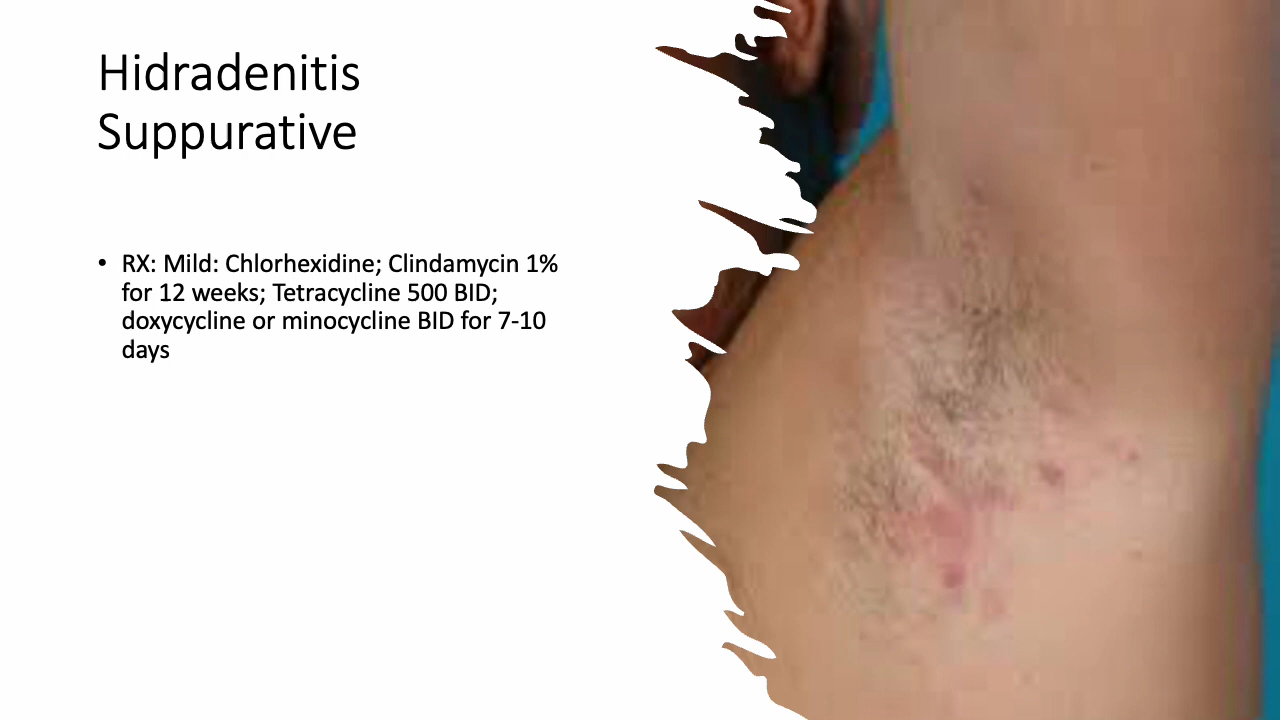 Hidradenitis
Suppurative
• RX: Mild: Chlorhexidine; Clindamycin 1%
for 12 weeks; Tetracycline 500 BID;
doxycycline or minocycline BID for 7-10
days